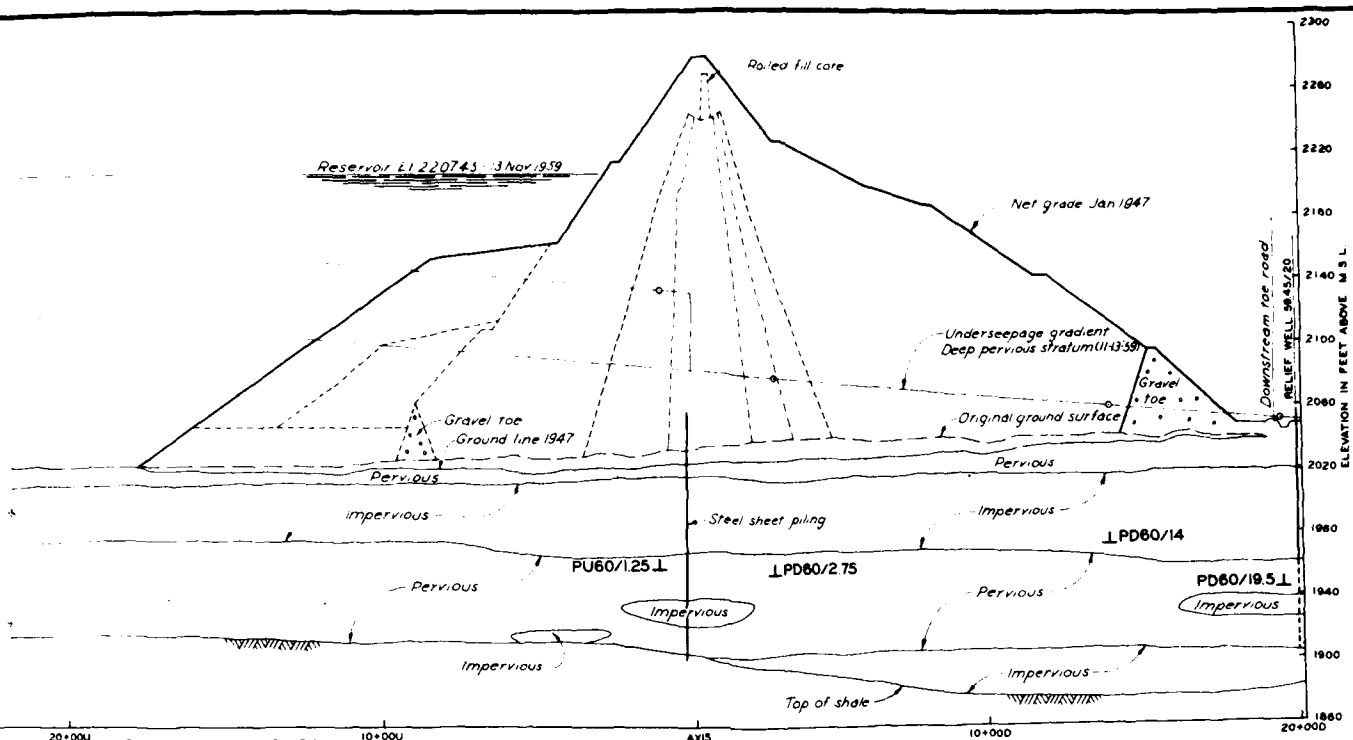 2300
Rolled fill core
2260
2220
Reservoir El 2207.45 13 Nov 1959
Net grade Jan 1947
2180
2140
Downstream toe road
RELIEF WELL 59.45/20
ELEVATION IN FEET ABOVE M S L
Underseepage gradient
Deep pervious stratum (11-13-59)
2100
Gravel
toe
2060
Gravel toe
Original ground surface
Ground line 1947
Pervious
2020
Pervious
Impervious
Impervious
Steel sheet piling
1980
PD60/14
PU60/1.25
PD60/2.75
PD60/19.5
Pervious
Pervious
1940
Impervious
Impervious
1900
Impervious
Impervious
Top of shale
1860
20+00U
10+00U
AXIS
10+00D
20+00D